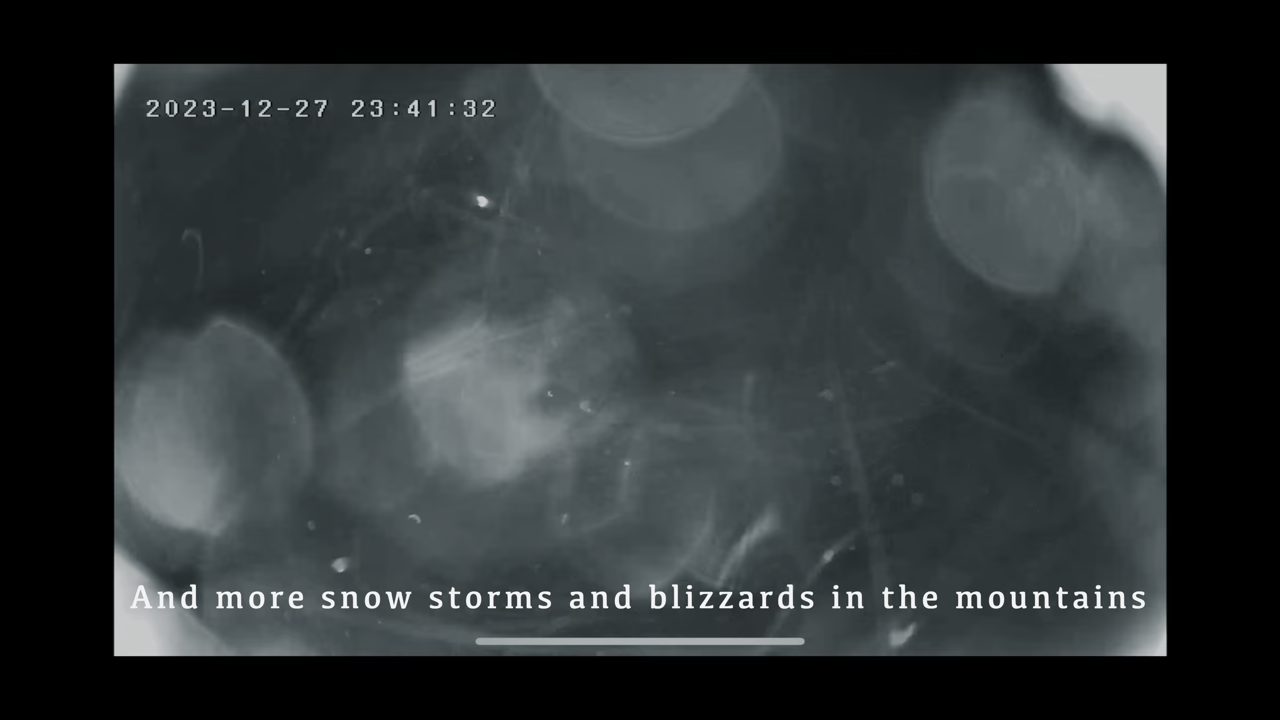 2023-12-27 23:41:32
And more snow storms and blizzards in the mountains